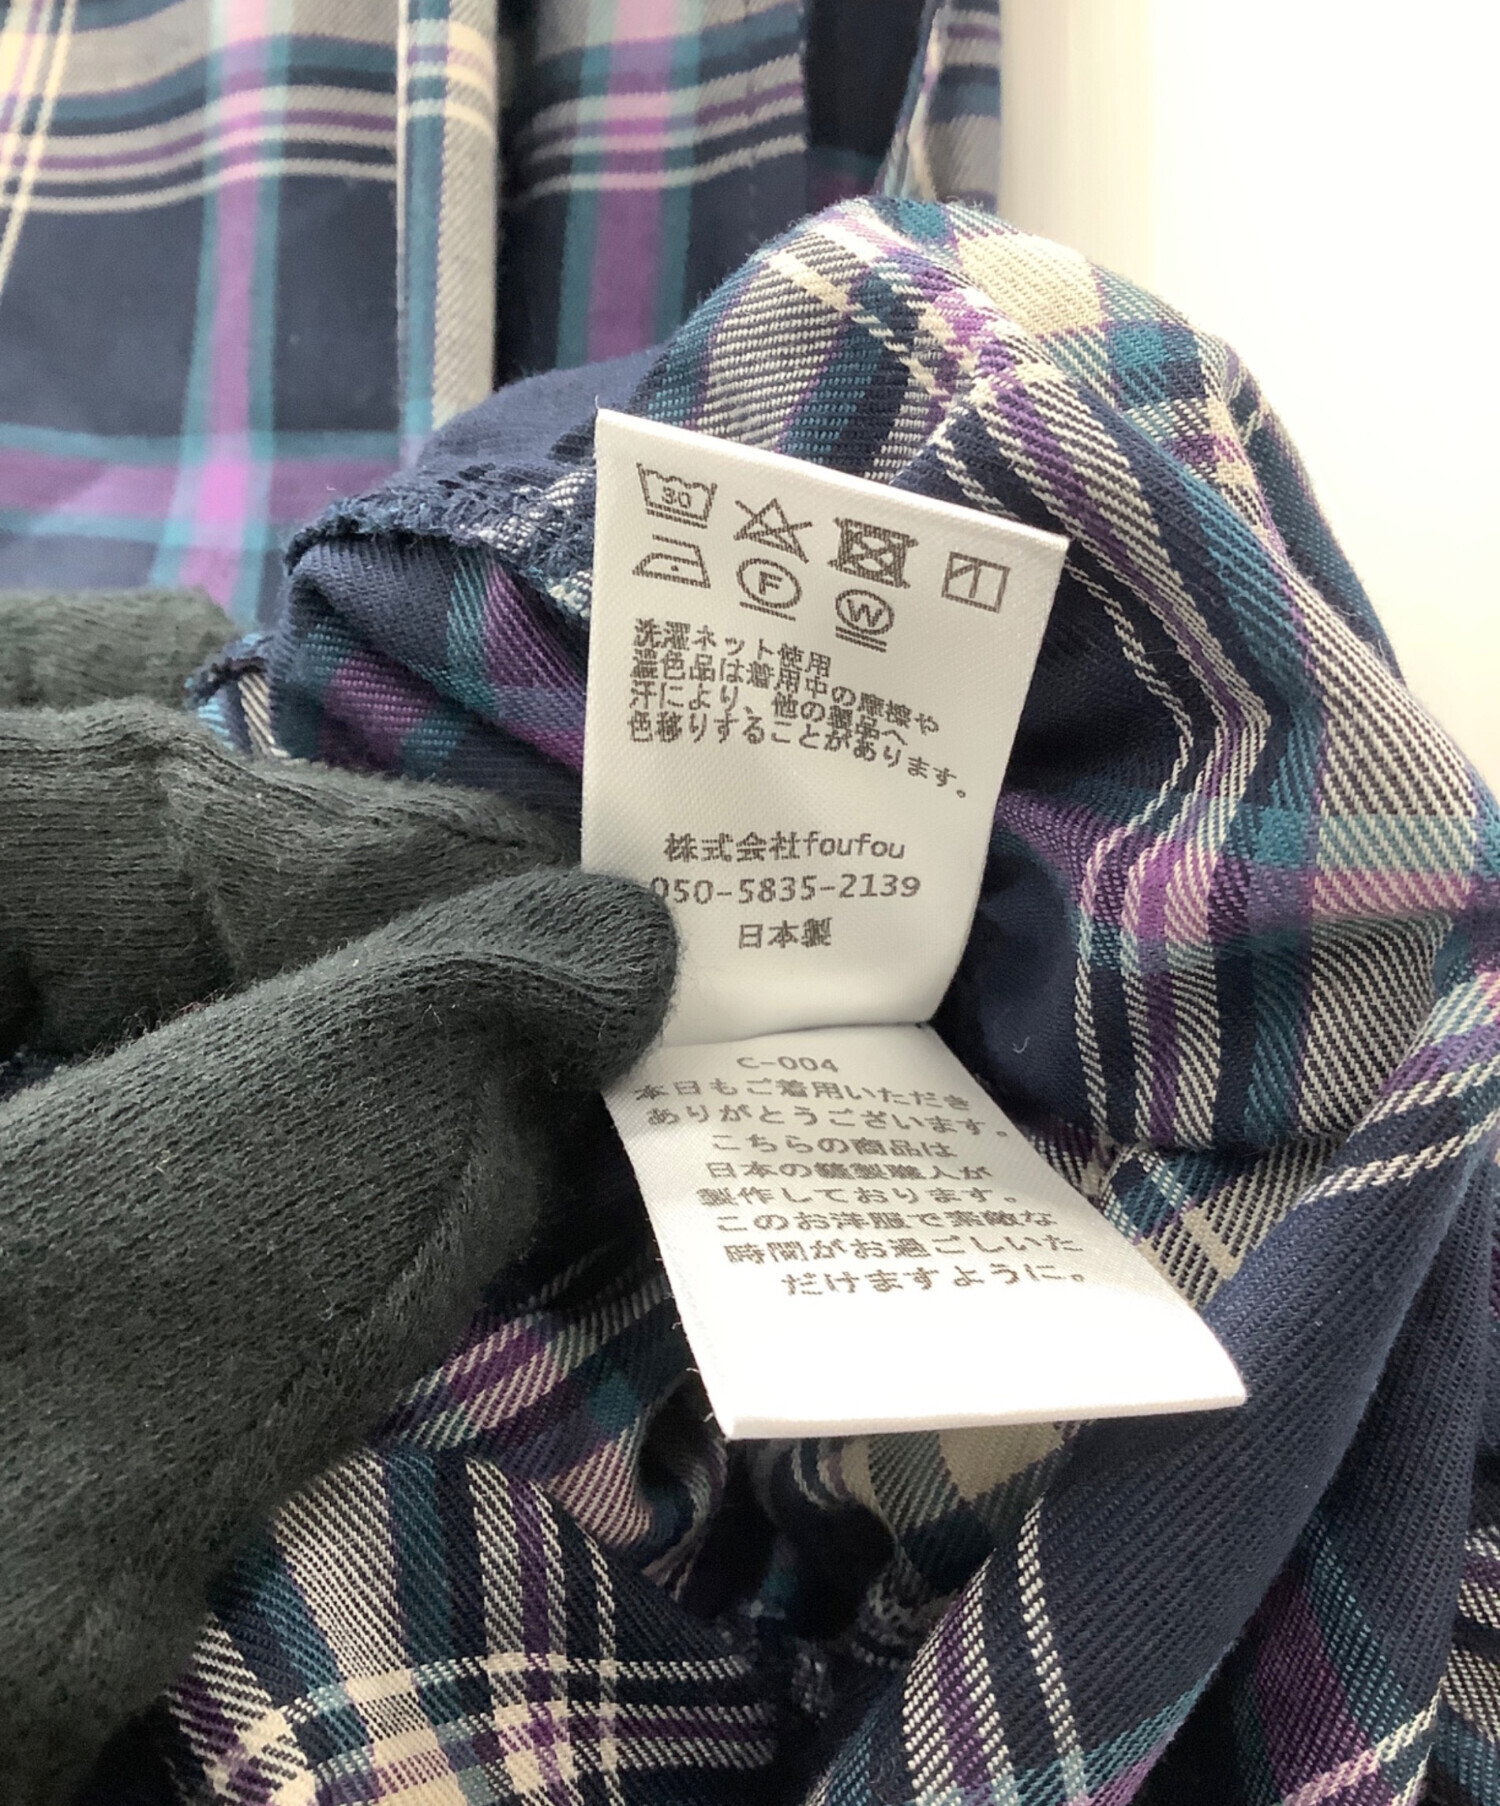 30
F
W
洗濯ネット使用
濃色品は着用中の摩擦や
汗により、他の製品へ
色移りすることがあります。
株式会社foufou
050-5835-2139
日本製
C-004
本日もご着用いただき
ありがとうございます。
こちらの商品は
日本の縫製職人が
製作しております。
このお洋服で素敵な
時間がお過ごしいた
だけますように。